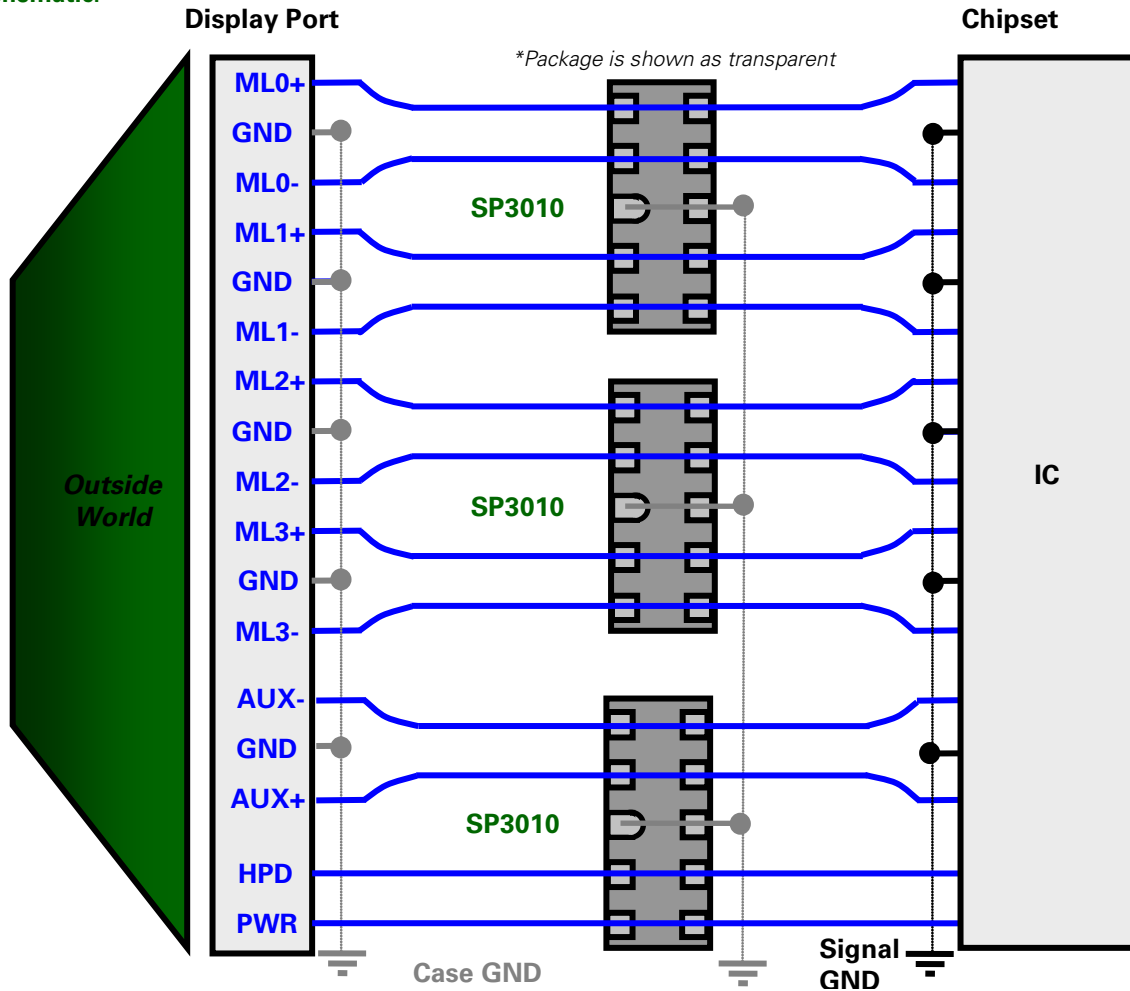 Display Port
Chipset
*Package is shown as transparent
ML0+
GND
ML0-
SP3010
ML1+
GND
ML1-
ML2+
GND
ML2-
SP3010
ML3+
GND
ML3-
AUX-
GND
AUX+
SP3010
HPD
PWR
Outside
World
IC
Case GND
Signal
GND